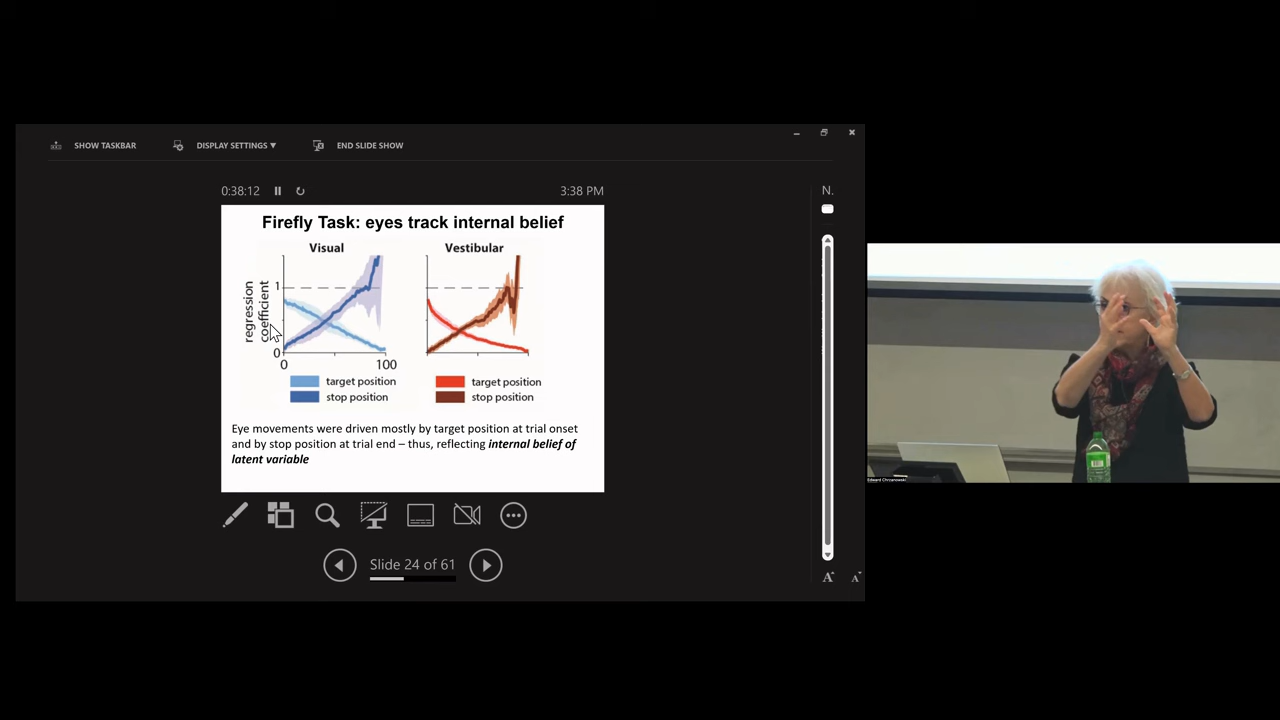 SHOW TASKBAR
DISPLAY SETTINGS ▼
END SLIDE SHOW
0:38:12
3:38 PM
N.
Firefly Task: eyes track internal belief
Visual
Vestibular
regression
coefficient
1
0
0
100
target position
stop position
target position
stop position
Eye movements were driven mostly by target position at trial onset
and by stop position at trial end – thus, reflecting internal belief of
latent variable
Slide 24 of 61
A
A
Edward Chrzanowski